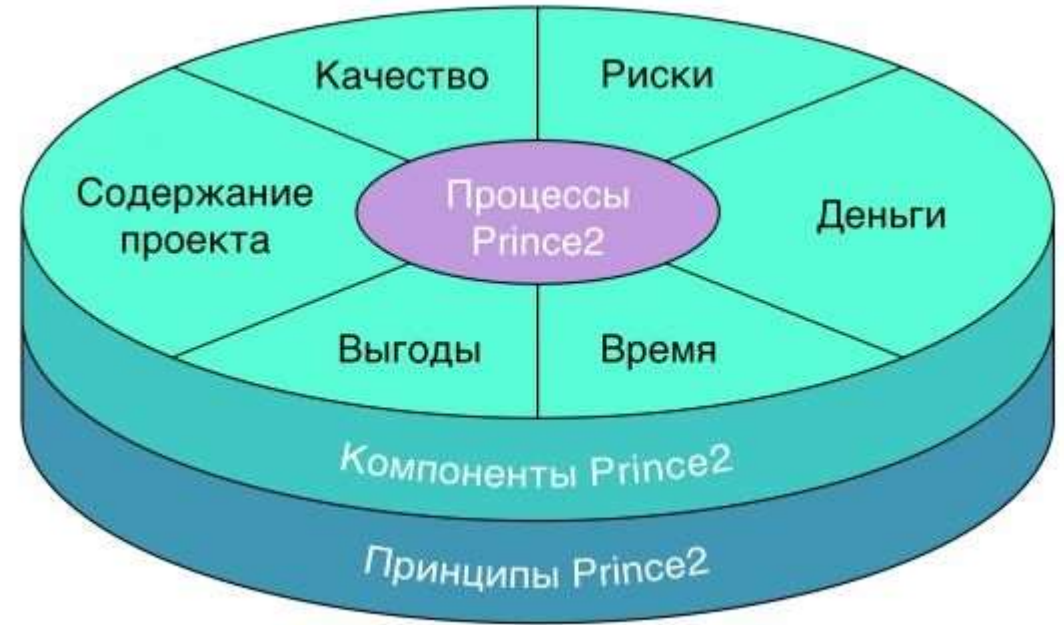 Качество
Риски
Содержание
проекта
Процессы
Prince2
Деньги
Выгоды
Время
Компоненты Prince2
Принципы Prince2